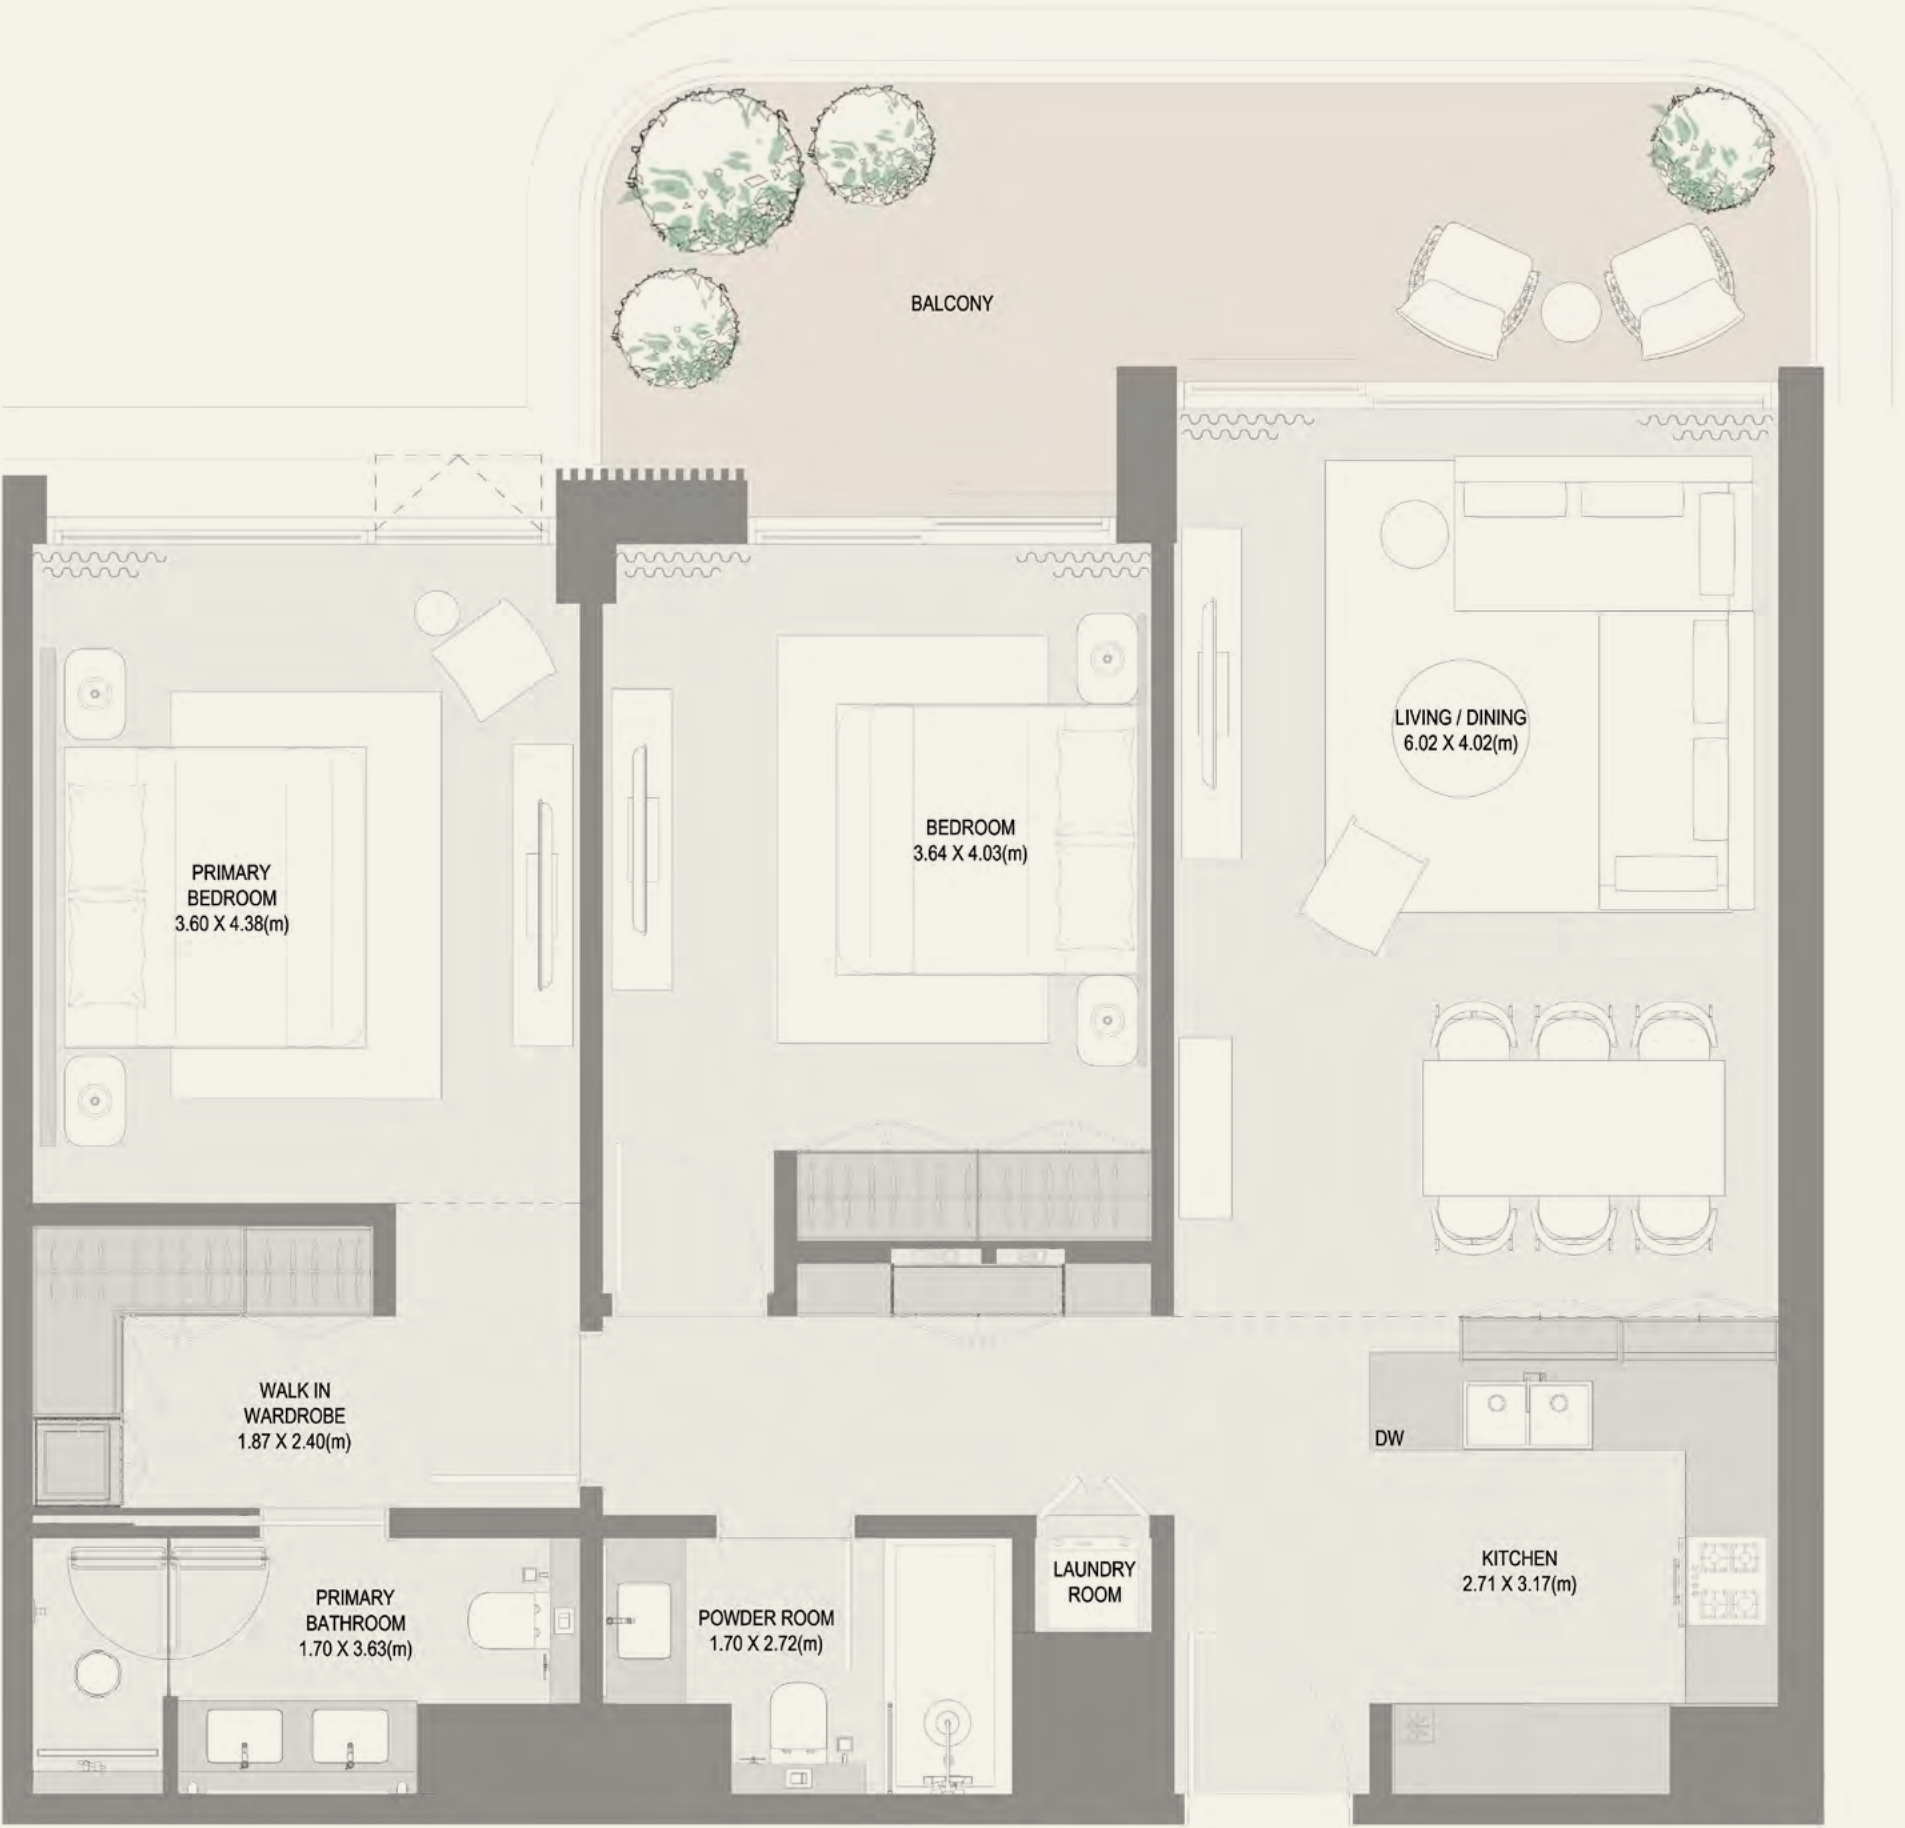 BALCONY
LIVING / DINING
6.02 X 4.02(m)
BEDROOM
3.64 X 4.03(m)
PRIMARY
BEDROOM
3.60 X 4.38(m)
WALK IN
WARDROBE
1.87 X 2.40(m)
DW
KITCHEN
2.71 X 3.17(m)
LAUNDRY
ROOM
PRIMARY
BATHROOM
1.70 X 3.63(m)
POWDER ROOM
1.70 X 2.72(m)